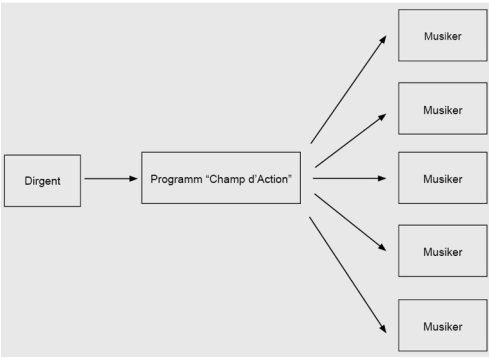 Musiker
Musiker
Dirgent
Programm “Champ d’Action”
Musiker
Musiker
Musiker